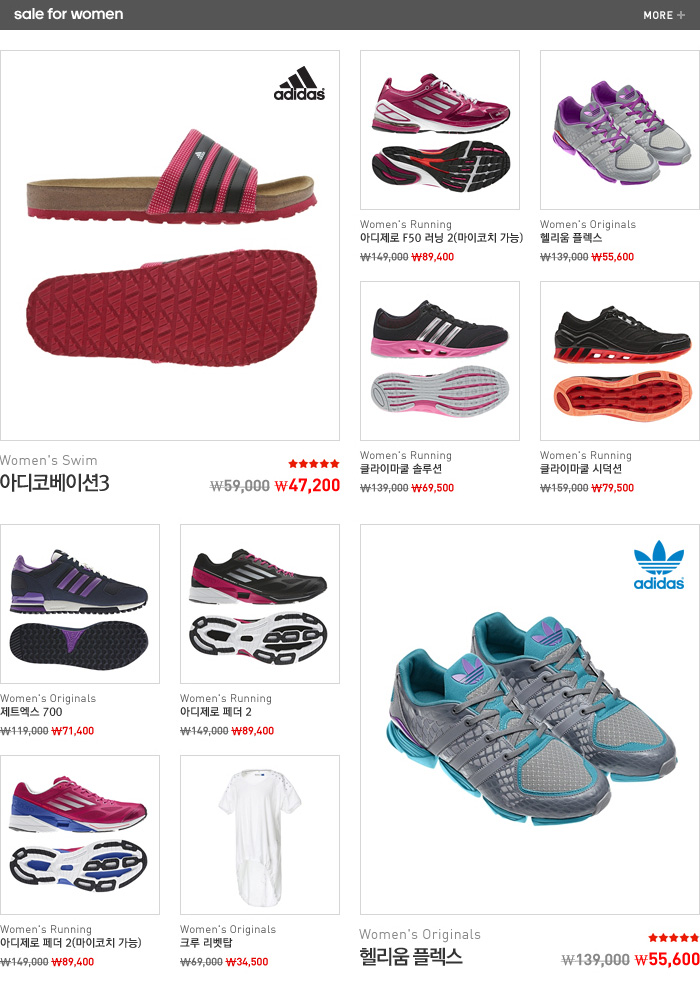 sale for women
MORE +
adidas
Women's Running
아디제로 F50 러닝 2(마이코치 가능)
₩149,000 ₩89,400
Women's Originals
헬리움 플렉스
₩139,000 ₩55,600
Women's Swim
아디코베이션3
★★★★★
₩59,000 ₩47,200
Women's Running
클라이마쿨 솔루션
₩139,000 ₩69,500
Women's Running
클라이마쿨 시덕션
₩159,000 ₩79,500
adidas
Women's Originals
제트엑스 700
₩119,000 ₩71,400
Women's Running
아디제로 페더 2
₩149,000 ₩89,400
Women's Running
아디제로 페더 2(마이코치 가능)
₩149,000 ₩89,400
Women's Originals
크루 리벳탑
₩69,000 ₩34,500
Women's Originals
헬리움 플렉스
★★★★★
₩139,000 ₩55,600